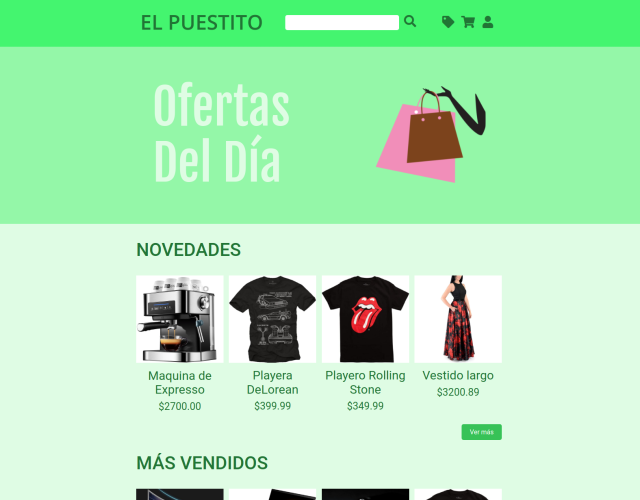 EL PUESTITO
Ofertas
Del Día
NOVEDADES
Maquina de
Expresso
$2700.00
Playera
DeLorean
$399.99
Playero Rolling
Stone
$349.99
Vestido largo
$3200.89
Ver más
MÁS VENDIDOS